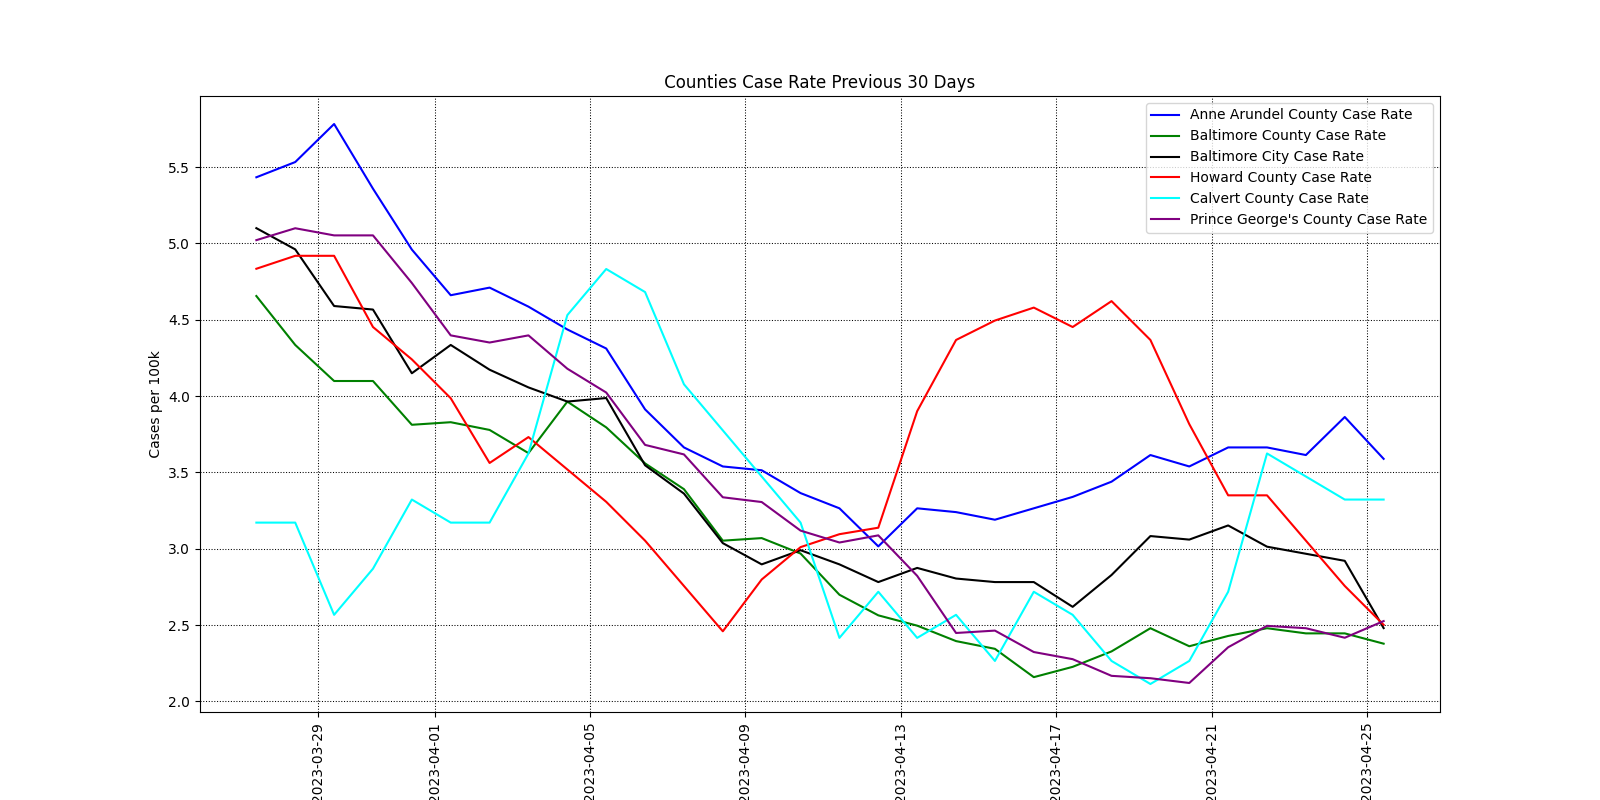 Counties Case Rate Previous 30 Days
Anne Arundel County Case Rate
Baltimore County Case Rate
Baltimore City Case Rate
Howard County Case Rate
Calvert County Case Rate
Prince George's County Case Rate
Cases per 100k
5.5
5.0
4.5
4.0
3.5
3.0
2.5
2.0
2023-03-29
2023-04-01
2023-04-05
2023-04-09
2023-04-13
2023-04-17
2023-04-21
2023-04-25